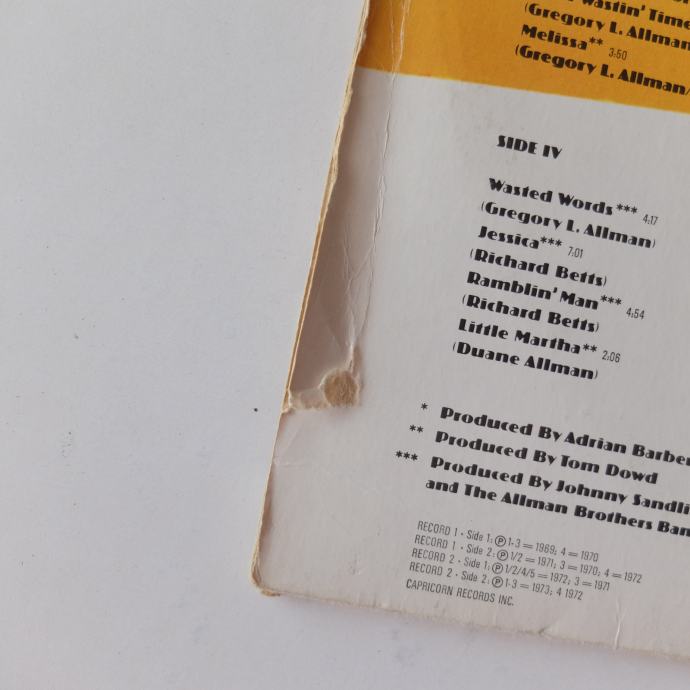 Wastin' Time
(Gregory L. Allman
Melissa** 3:50
(Gregory L. Allman)
SIDE IV
Wasted Words*** 4:17
(Gregory L. Allman)
Jessica*** 7:01
(Richard Betts)
Ramblin' Man*** 4:54
(Richard Betts)
Little Martha** 2:06
(Duane Allman)
* Produced By Adrian Barber
** Produced By Tom Dowd
*** Produced By Johnny Sandli
and The Allman Brothers Ban
RECORD 1 • Side 1: Ⓟ 1-3 = 1969; 4 = 1970
RECORD 1 • Side 2: Ⓟ 1/2 = 1971; 3 = 1970; 4 = 1972
RECORD 2 • Side 1: Ⓟ 1/2/4/5 = 1972; 3 = 1971
RECORD 2 • Side 2: Ⓟ 1-3 = 1973; 4 1972
CAPRICORN RECORDS INC.